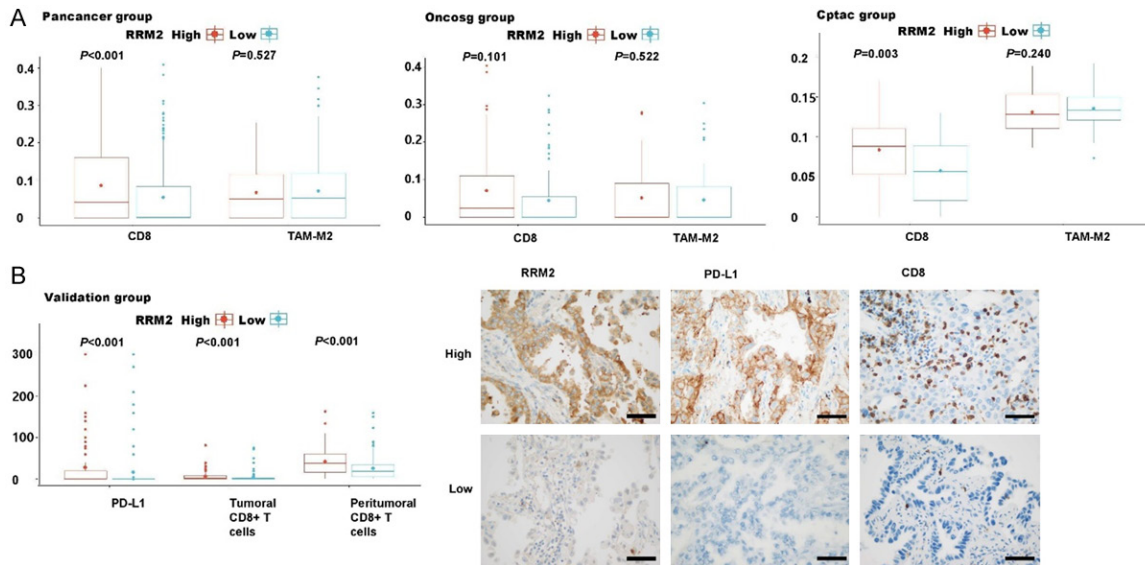 A
Pancancer group
RRM2 High Low
P<0.001 P=0.527
0.4
0.3
0.2
0.1
0
CD8 TAM-M2
Oncosg group
RRM2 High Low
P=0.101 P=0.522
0.4
0.3
0.2
0.1
0
CD8 TAM-M2
Cptac group
RRM2 High Low
P=0.003 P=0.240
0.2
0.15
0.1
0.05
0
CD8 TAM-M2
B
Validation group
RRM2 High Low
P<0.001 P<0.001 P<0.001
300
200
100
0
PD-L1 Tumoral Peritumoral
CD8+ T CD8+ T
cells cells
RRM2 PD-L1 CD8
High
Low